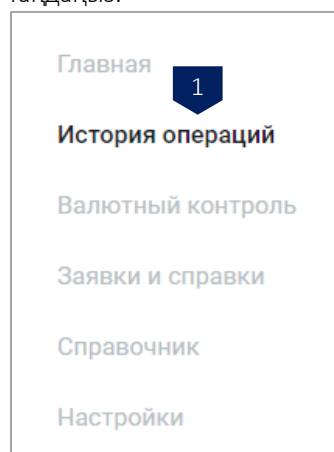 Главная
1
История операций
Валютный контроль
Заявки и справки
Справочник
Настройки